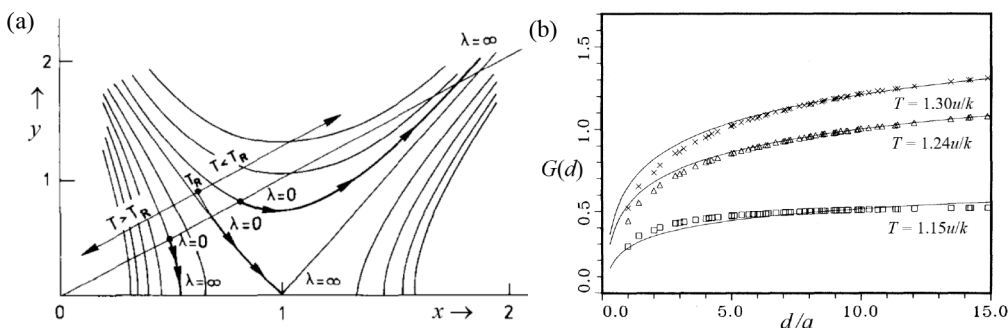 (a)
λ=∞
2
↑
y
1
T<T_R
T_R
T>T_R
λ=0
λ=0
λ=0
λ=∞
λ=∞
0
1
x→
2
(b)
1.5
1.0
G(d)
0.5
0.0
T = 1.30u/k
T = 1.24u/k
T = 1.15u/k
0.0
5.0
10.0
15.0
d/a